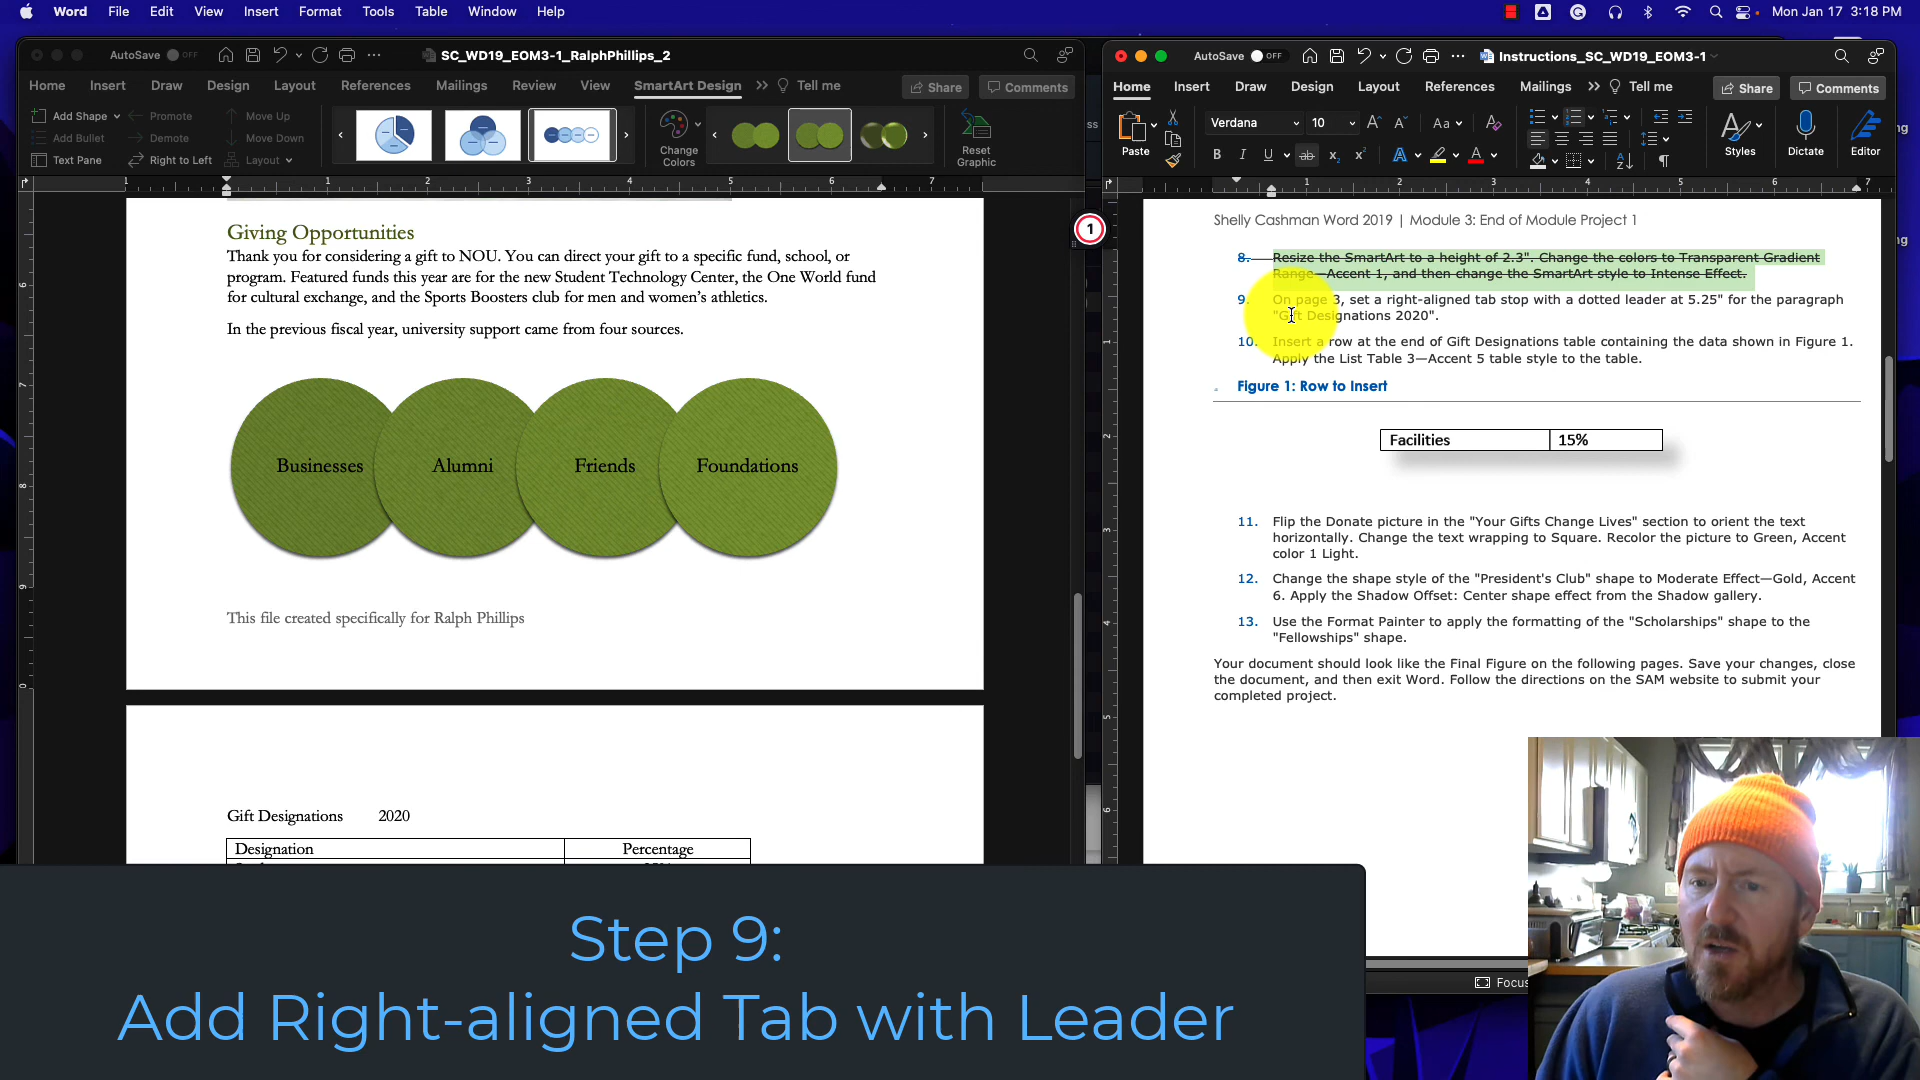 Word File Edit View Insert Format Tools Table Window Help
Mon Jan 17 3:18 PM
AutoSave OFF
SC_WD19_EOM3-1_RalphPhillips_2
Home Insert Draw Design Layout References Mailings Review View SmartArt Design Tell me
Share Comments
Add Shape Promote Move Up
Add Bullet Demote Move Down
Text Pane Right to Left Layout
Change Colors
Reset Graphic
1 1 2 3 4 5 6 7
Giving Opportunities
Thank you for considering a gift to NOU. You can direct your gift to a specific fund, school, or
program. Featured funds this year are for the new Student Technology Center, the One World fund
for cultural exchange, and the Sports Boosters club for men and women's athletics.
In the previous fiscal year, university support came from four sources.
Businesses Alumni Friends Foundations
This file created specifically for Ralph Phillips
Gift Designations 2020
Designation Percentage
1
AutoSave OFF
Instructions_SC_WD19_EOM3-1
Home Insert Draw Design Layout References Mailings Tell me
Share Comments
Paste
Verdana 10
Styles Dictate Editor
1 2 3 4 5 6 7
Shelly Cashman Word 2019 | Module 3: End of Module Project 1
8. Resize the SmartArt to a height of 2.3". Change the colors to Transparent Gradient
Range—Accent 1, and then change the SmartArt style to Intense Effect.
9. On page 3, set a right-aligned tab stop with a dotted leader at 5.25" for the paragraph
"Gift Designations 2020".
10. Insert a row at the end of Gift Designations table containing the data shown in Figure 1.
Apply the List Table 3—Accent 5 table style to the table.
Figure 1: Row to Insert
Facilities 15%
11. Flip the Donate picture in the "Your Gifts Change Lives" section to orient the text
horizontally. Change the text wrapping to Square. Recolor the picture to Green, Accent
color 1 Light.
12. Change the shape style of the "President's Club" shape to Moderate Effect—Gold, Accent
6. Apply the Shadow Offset: Center shape effect from the Shadow gallery.
13. Use the Format Painter to apply the formatting of the "Scholarships" shape to the
"Fellowships" shape.
Your document should look like the Final Figure on the following pages. Save your changes, close
the document, and then exit Word. Follow the directions on the SAM website to submit your
completed project.
Focus
Step 9:
Add Right-aligned Tab with Leader